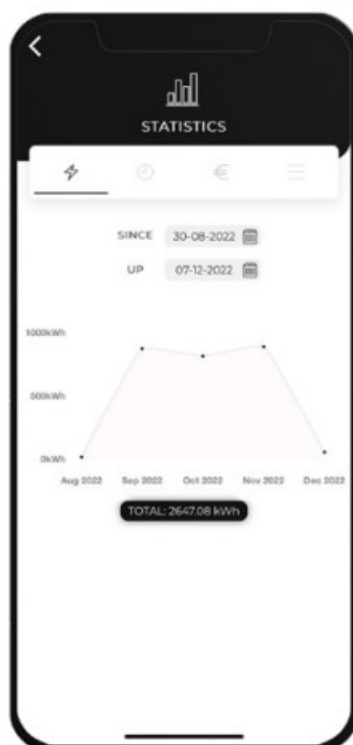 STATISTICS
SINCE 30-08-2022
UP 07-12-2022
1000kWh
500kWh
0kWh
Aug 2022 Sep 2022 Oct 2022 Nov 2022 Dec 2022
TOTAL: 2647.08 kWh